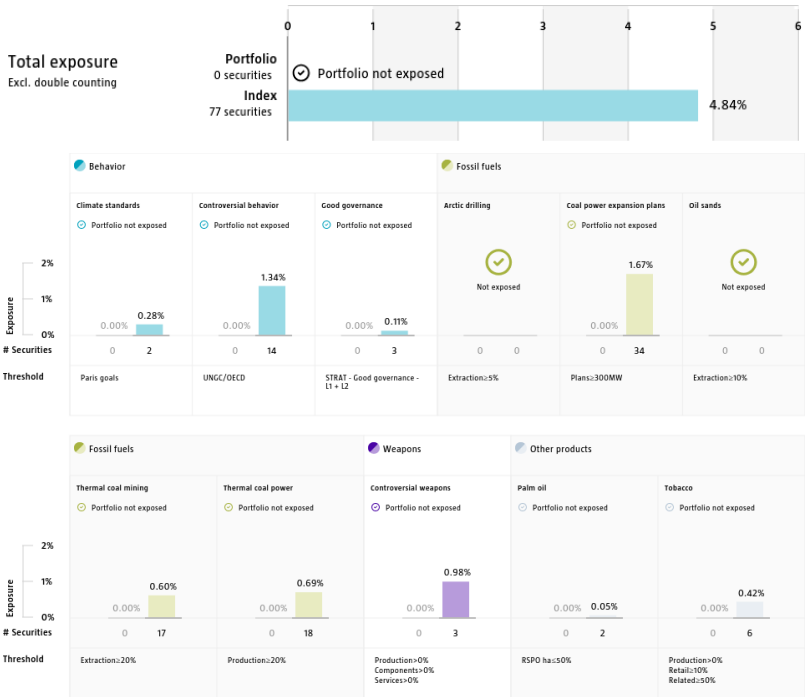 0 1 2 3 4 5 6
Total exposure
Excl. double counting
Portfolio
0 securities
Portfolio not exposed
Index
77 securities
4.84%
Behavior
Fossil fuels
Climate standards
Controversial behavior
Good governance
Arctic drilling
Coal power expansion plans
Oil sands
Portfolio not exposed
Portfolio not exposed
Portfolio not exposed
Portfolio not exposed
Not exposed
Not exposed
Exposure
2%
1%
0%
0.00% 0.28%
0.00% 1.34%
0.00% 0.11%
0.00% 1.67%
# Securities 0 2 0 14 0 3 0 0 0 34 0 0
Threshold
Paris goals
UNGC/OECD
STRAT - Good governance -
L1 + L2
Extraction≥5%
Plans≥300MW
Extraction≥10%
Fossil fuels
Weapons
Other products
Thermal coal mining
Thermal coal power
Controversial weapons
Palm oil
Tobacco
Portfolio not exposed
Portfolio not exposed
Portfolio not exposed
Portfolio not exposed
Portfolio not exposed
Exposure
2%
1%
0%
0.00% 0.60%
0.00% 0.69%
0.00% 0.98%
0.00% 0.05%
0.00% 0.42%
# Securities 0 17 0 18 0 3 0 2 0 6
Threshold
Extraction≥20%
Production≥20%
Production>0%
Components>0%
Services>0%
RSPO ha≤50%
Production>0%
Retail≥10%
Related≥50%